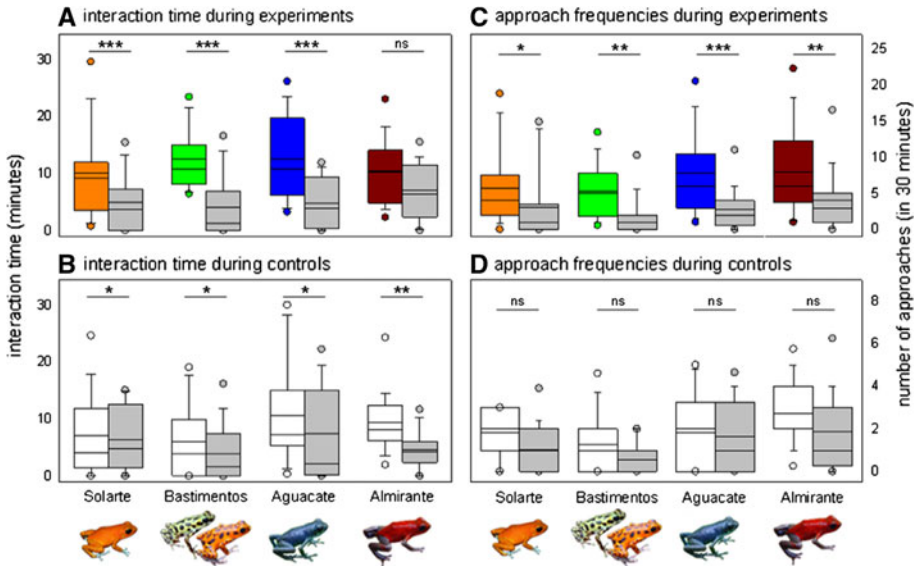 A interaction time during experiments
*** *** *** ns
30
20
10
0
interaction time (minutes)
B interaction time during controls
* * * **
30
20
10
0
Solarte Bastimentos Aguacate Almirante
C approach frequencies during experiments
* ** *** **
25
20
15
10
5
0
number of approaches (in 30 minutes)
D approach frequencies during controls
ns ns ns ns
8
6
4
2
0
Solarte Bastimentos Aguacate Almirante